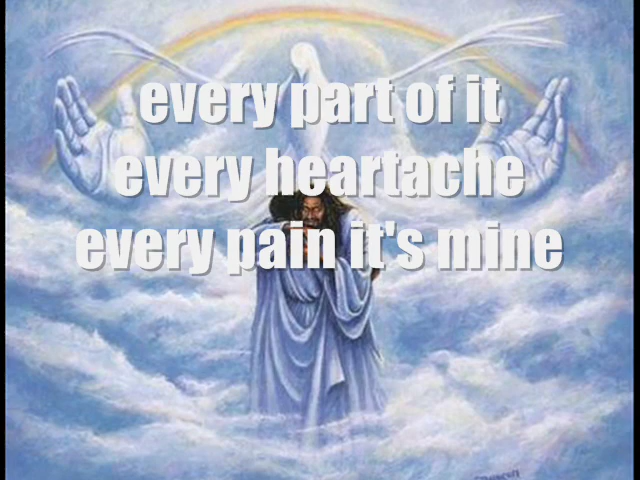 every part of it
every heartache
every pain it's mine